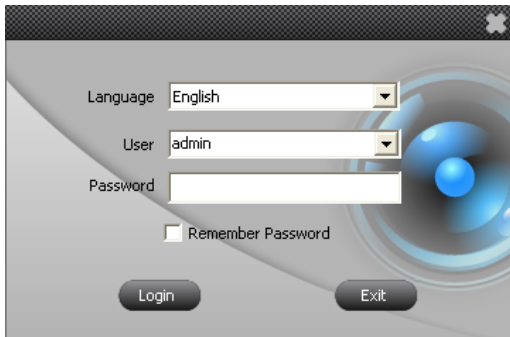 Language English
User admin
Password
Remember Password
Login Exit